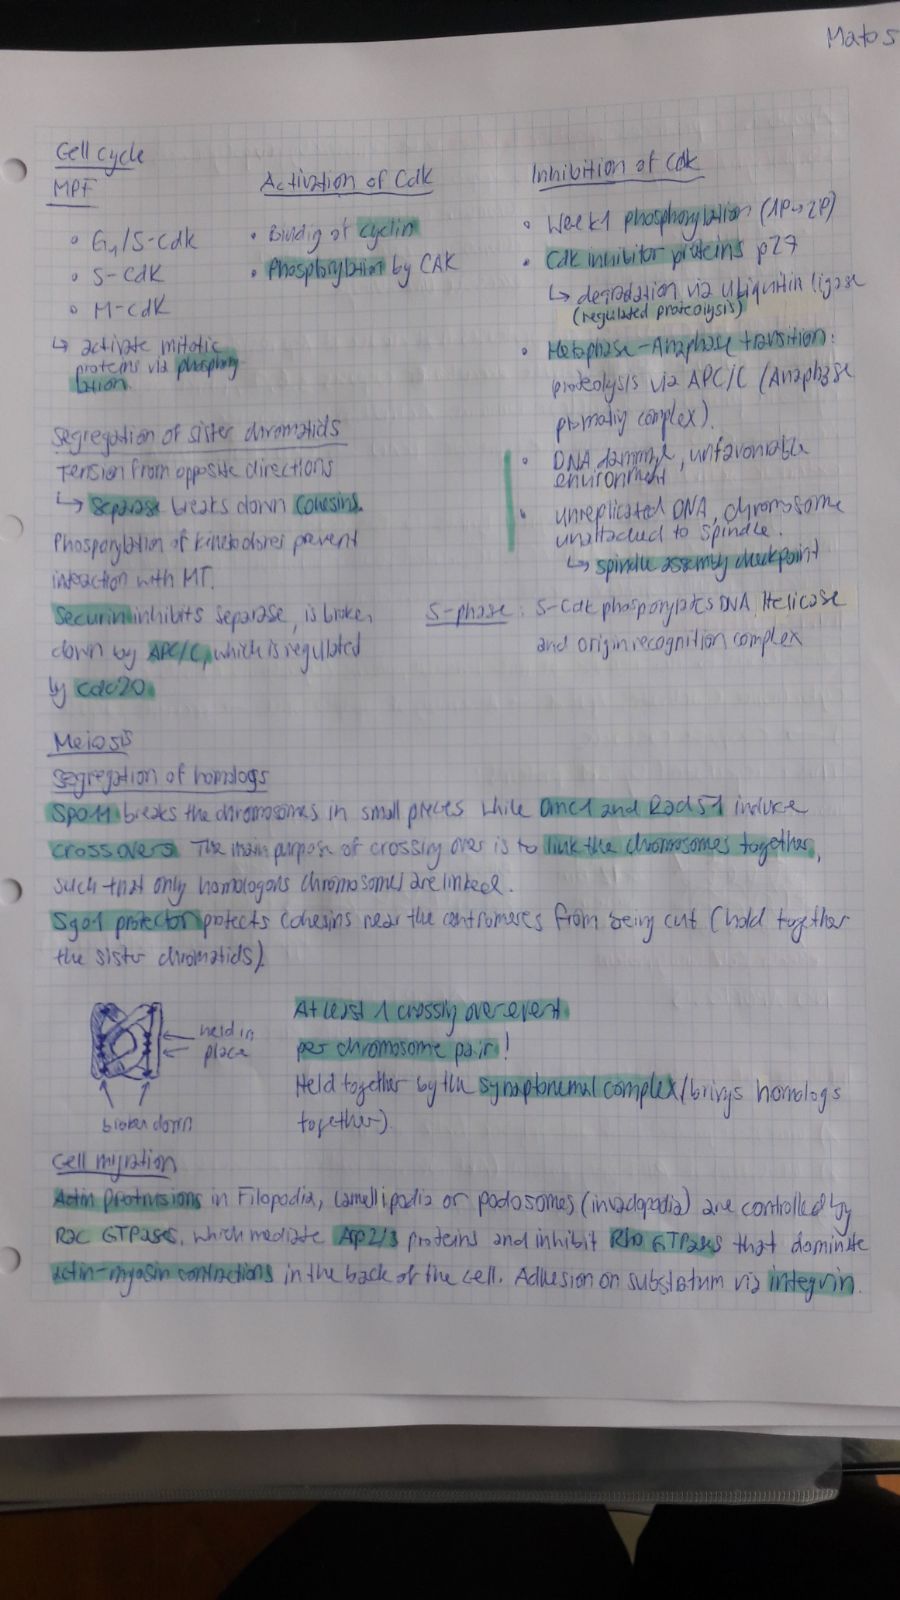 Matos
Cell cycle
MPF
• G1/S-Cdk
• S-Cdk
• M-Cdk
↳ activate mitotic
proteins via phosphory
lation.
Activation of Cdk
• Binding of cyclin
• Phosphorylation by CAK
Inhibition of Cdk
• Week1 phosphorylation (1P→2P)
• Cdk inhibitor proteins p27
↳ degradation via ubiquitin ligase
(regulated proteolysis)
• Metaphase-Anaphase transition:
proteolysis via APC/C (Anaphase
promoting complex).
• DNA damage, unfavorable
environment
• unreplicated DNA, chromosome
unattached to spindle.
↳ spindle assembly checkpoint
Segregation of sister chromatids
Tension from opposite directions
↳ Separase breaks down Cohesins.
Phosporylation of kinetochores prevent
interaction with MT.
Securin inhibits separase, is broken
down by APC/C, which is regulated
by Cdc20.
S-phase: S-Cdk phosporylates DNA Helicase
and origin recognition complex
Meiosis
Segregation of homologs
Spo11 breaks the chromosomes in small pieces while Dmc1 and Rad51 induce
crossovers. The main purpose of crossing over is to link the chromosomes together,
such that only homologous chromosomes are linked.
Sgo1 protector protects Cohesins near the centromeres from being cut (hold together
the sister chromatids).
held in
place
broken down
At least 1 crossing over event
per chromosome pair!
Held together by the synaptonemal complex (brings homologs
together).
Cell migration
Actin protrusions in Filopodia, Lamellipodia or podosomes (invadopodia) are controlled by
Rac GTPases, which mediate Arp2/3 proteins and inhibit Rho GTPases that dominate
actin-myosin contractions in the back of the cell. Adhesion on substratum via integrin.